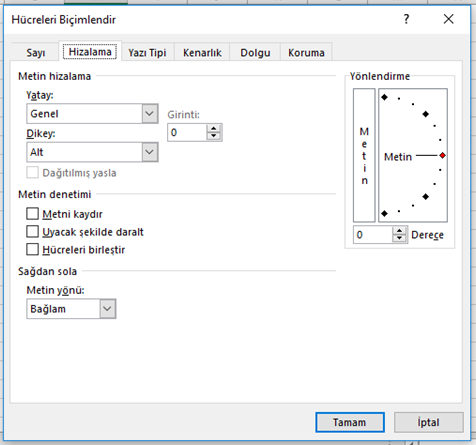 Hücreleri Biçimlendir
Sayı Hizalama Yazı Tipi Kenarlık Dolgu Koruma
Metin hizalama
Yatay:
Genel
Girinti:
Dikey:
0
Alt
Dağıtılmış yasla
Metin denetimi
Metni kaydır
Uyacak şekilde daralt
Hücreleri birleştir
Sağdan sola
Metin yönü:
Bağlam
Yönlendirme
Metin
Metin
0 Derece
Tamam İptal